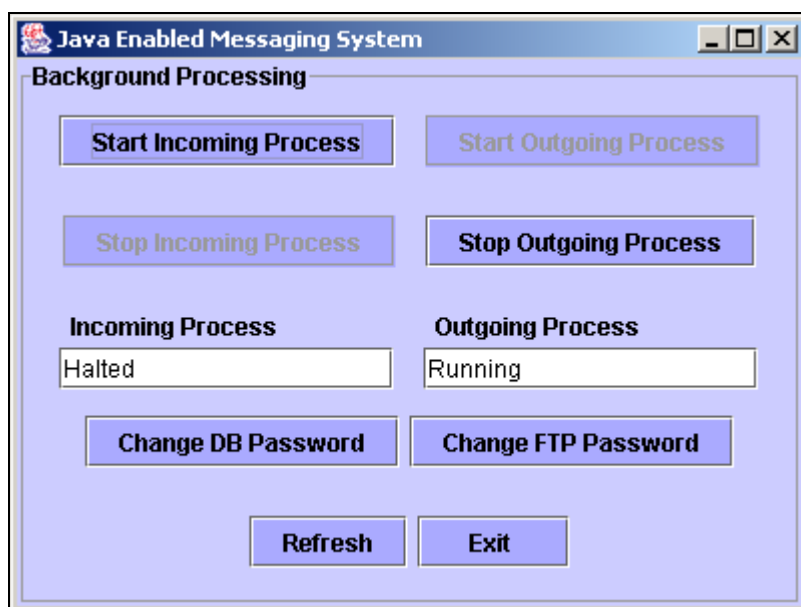 Java Enabled Messaging System
Background Processing
Start Incoming Process
Start Outgoing Process
Stop Incoming Process
Stop Outgoing Process
Incoming Process
Outgoing Process
Halted
Running
Change DB Password
Change FTP Password
Refresh
Exit